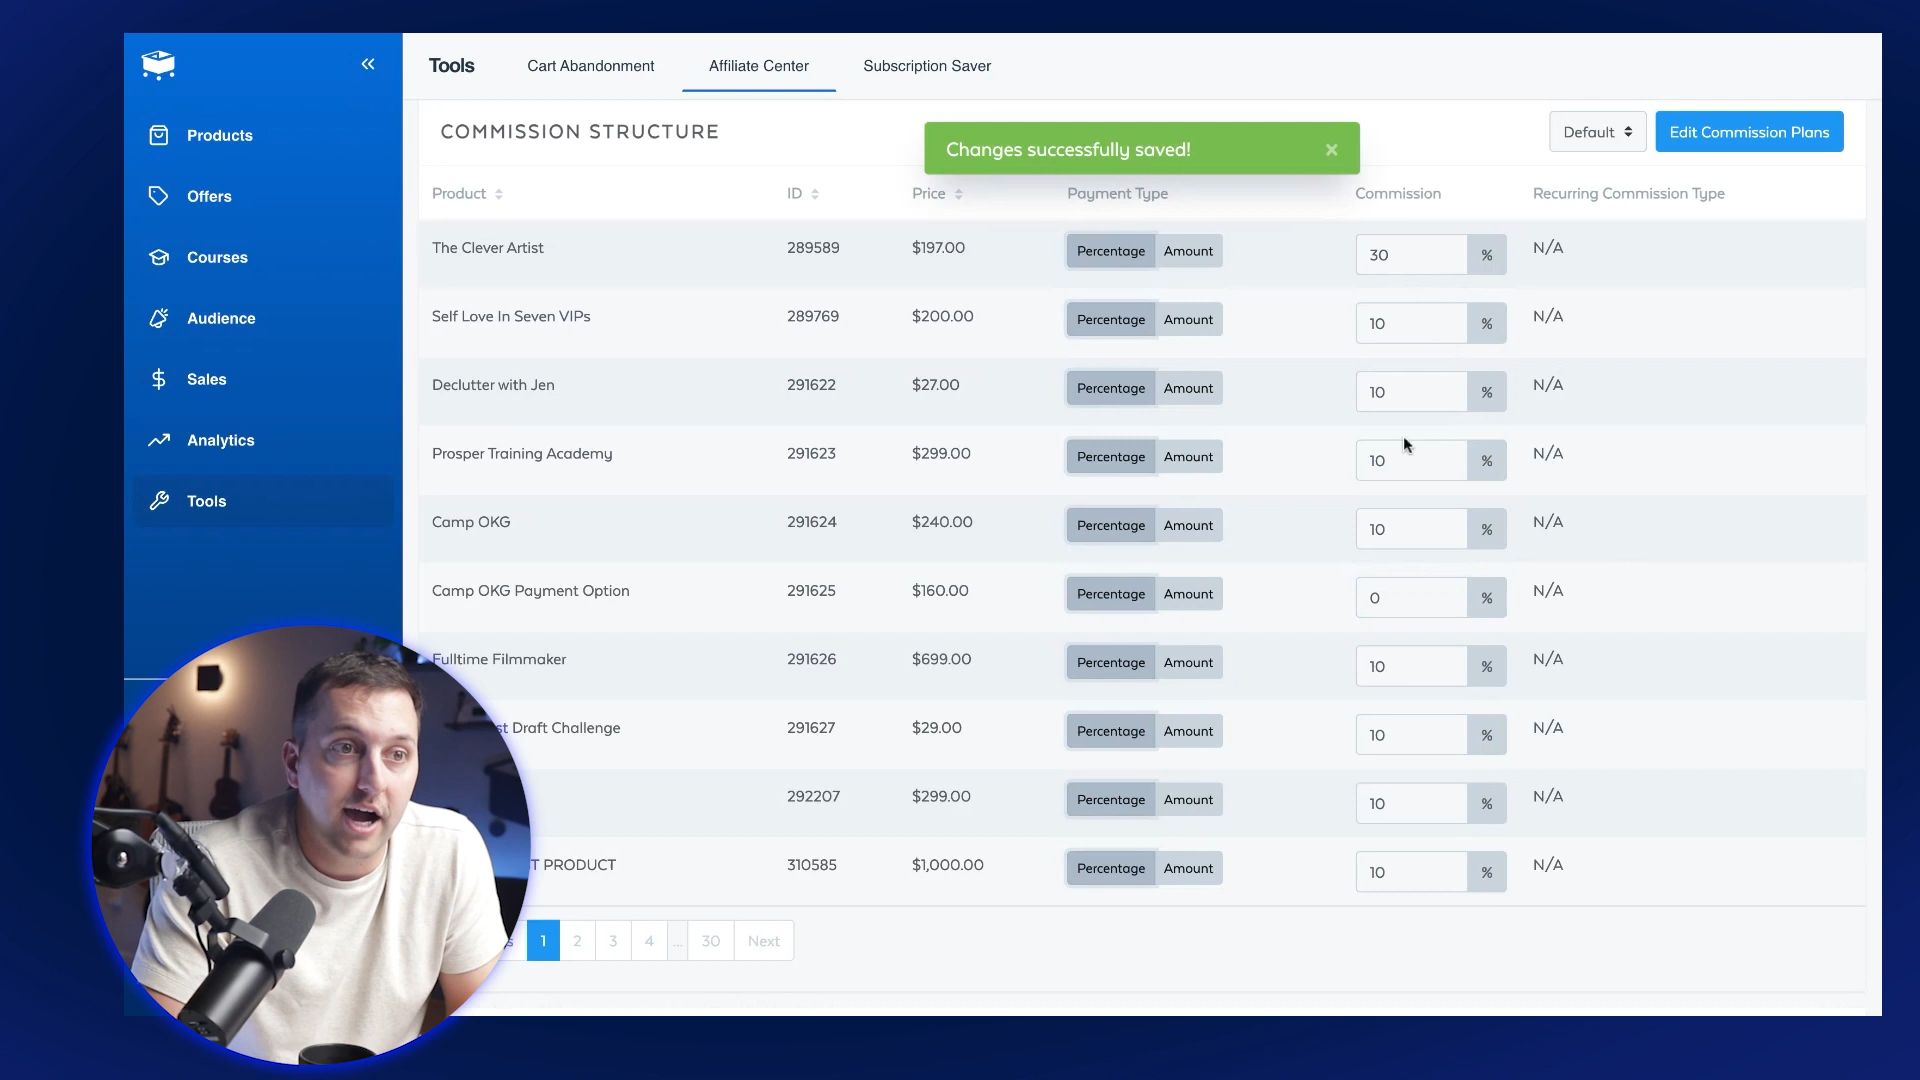 Tools Cart Abandonment Affiliate Center Subscription Saver
Products
Offers
Courses
Audience
Sales
Analytics
Tools
COMMISSION STRUCTURE
Changes successfully saved! ×
Default Edit Commission Plans
Product ID Price Payment Type Commission Recurring Commission Type
The Clever Artist 289589 $197.00 Percentage Amount 30 % N/A
Self Love In Seven VIPs 289769 $200.00 Percentage Amount 10 % N/A
Declutter with Jen 291622 $27.00 Percentage Amount 10 % N/A
Prosper Training Academy 291623 $299.00 Percentage Amount 10 % N/A
Camp OKG 291624 $240.00 Percentage Amount 10 % N/A
Camp OKG Payment Option 291625 $160.00 Percentage Amount 0 % N/A
Fulltime Filmmaker 291626 $699.00 Percentage Amount 10 % N/A
Draft Challenge 291627 $29.00 Percentage Amount 10 % N/A
292207 $299.00 Percentage Amount 10 % N/A
PRODUCT 310585 $1,000.00 Percentage Amount 10 % N/A
1 2 3 4 ... 30 Next